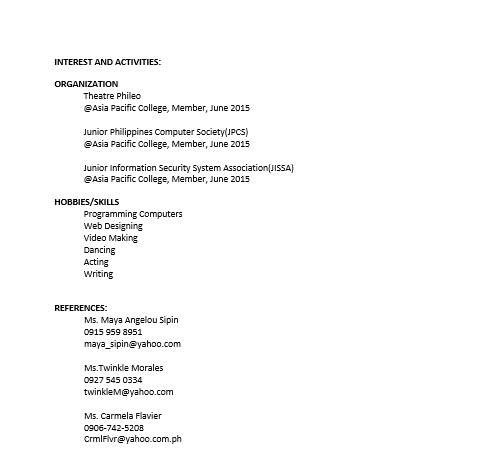 INTEREST AND ACTIVITIES:
ORGANIZATION
Theatre Phileo
@Asia Pacific College, Member, June 2015
Junior Philippines Computer Society(JPCS)
@Asia Pacific College, Member, June 2015
Junior Information Security System Association(JISSA)
@Asia Pacific College, Member, June 2015
HOBBIES/SKILLS
Programming Computers
Web Designing
Video Making
Dancing
Acting
Writing
REFERENCES:
Ms. Maya Angelou Sipin
0915 959 8951
maya_sipin@yahoo.com
Ms.Twinkle Morales
0927 545 0334
twinkleM@yahoo.com
Ms. Carmela Flavier
0906-742-5208
CrmlFlvr@yahoo.com.ph